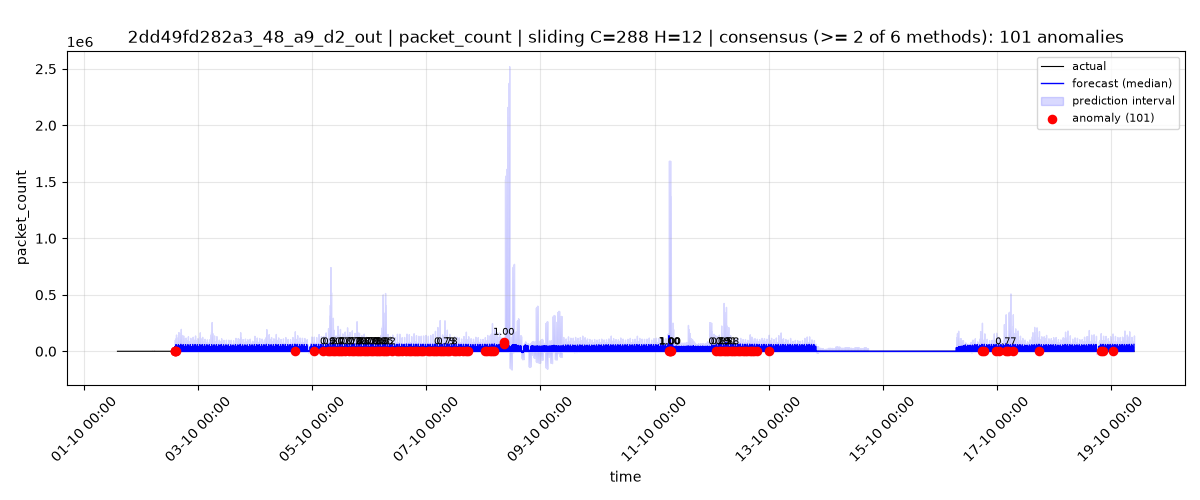 2dd49fd282a3_48_a9_d2_out | packet_count | sliding C=288 H=12 | consensus (>= 2 of 6 methods): 101 anomalies
1e6
2.5
2.0
1.5
1.0
0.5
0.0
packet_count
actual
forecast (median)
prediction interval
anomaly (101)
0.78
1.00
0.77
01-10 00:00
03-10 00:00
05-10 00:00
07-10 00:00
09-10 00:00
11-10 00:00
13-10 00:00
15-10 00:00
17-10 00:00
19-10 00:00
time